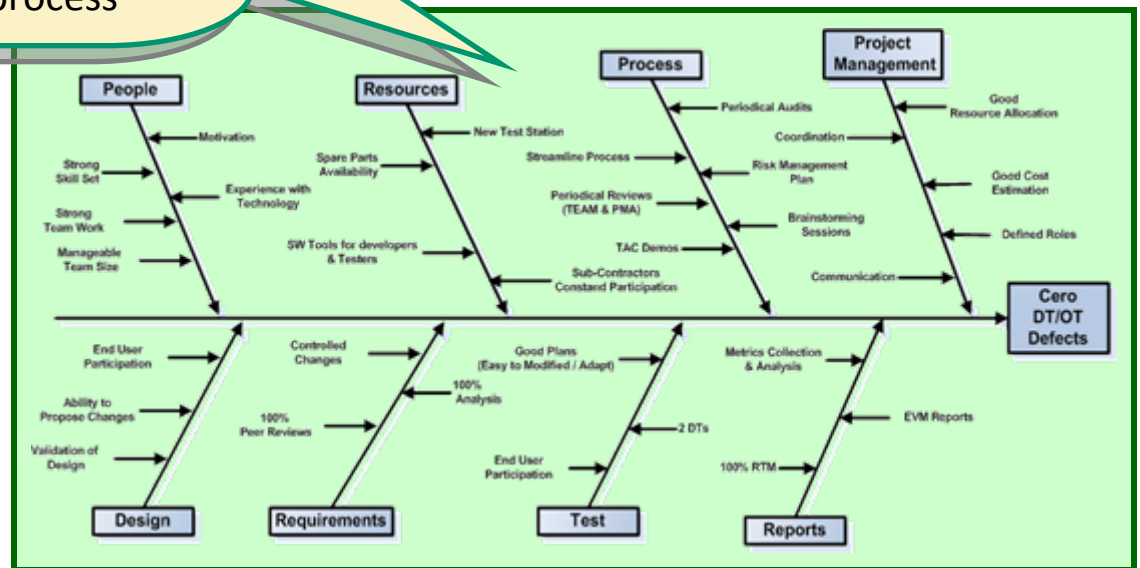 process
People
Motivation
Strong
Skill Set
Experience with
Technology
Strong
Team Work
Manageable
Team Size
Resources
New Test Station
Spare Parts
Availability
SW Tools for developers
& Testers
Sub-Contractors
Constand Participation
Process
Periodical Audits
Streamline Process
Risk Management
Plan
Periodical Reviews
(TEAM & PMA)
Brainstorming
Sessions
TAC Demos
Project
Management
Good
Resource Allocation
Coordination
Good Cost
Estimation
Defined Roles
Communication
Cero
DT/OT
Defects
End User
Participation
Ability to
Propose Changes
Validation of
Design
Design
Controlled
Changes
100%
Analysis
100%
Peer Reviews
Requirements
Good Plans
(Easy to Modified / Adapt)
2 DTs
End User
Participation
Test
Metrics Collection
& Analysis
EVM Reports
100% RTM
Reports